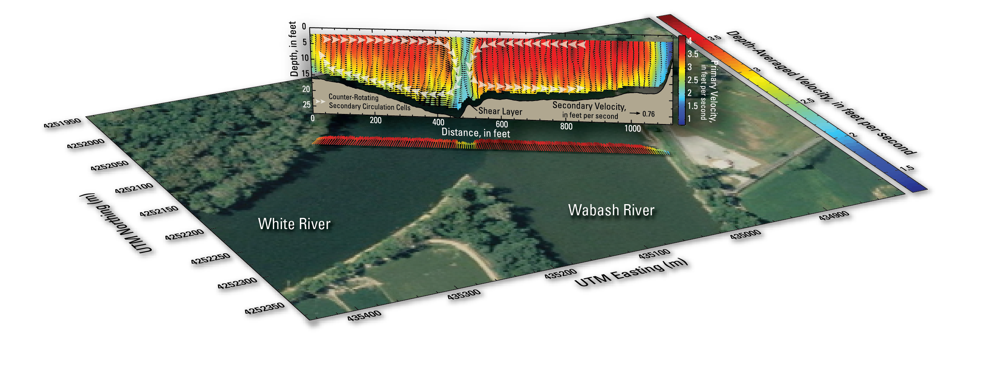 Depth, in feet
0
5
10
15
20
25
Counter-Rotating
Secondary Circulation Cells
Shear Layer
Secondary Velocity,
in feet per second
0.76
0
200
400
600
800
1000
Distance, in feet
4
3.5
3
2.5
2
1.5
1
Primary Velocity,
in feet per second
3.5
3
2.5
2
1.5
Depth-Averaged Velocity, in feet per second
4251950
4252000
4252050
4252100
4252150
4252200
4252250
4252300
4252350
UTM Northing (m)
White River
Wabash River
435400
435300
435200
435100
435000
434900
UTM Easting (m)